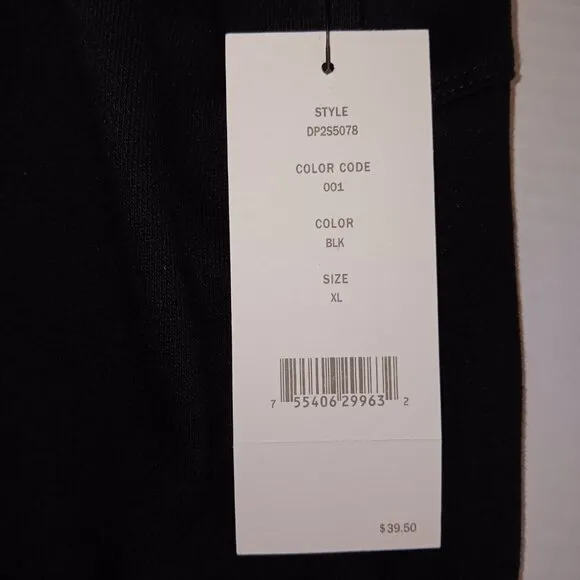 STYLE
DP2S5078
COLOR CODE
001
COLOR
BLK
SIZE
XL
7 55406 29963 2
$39.50